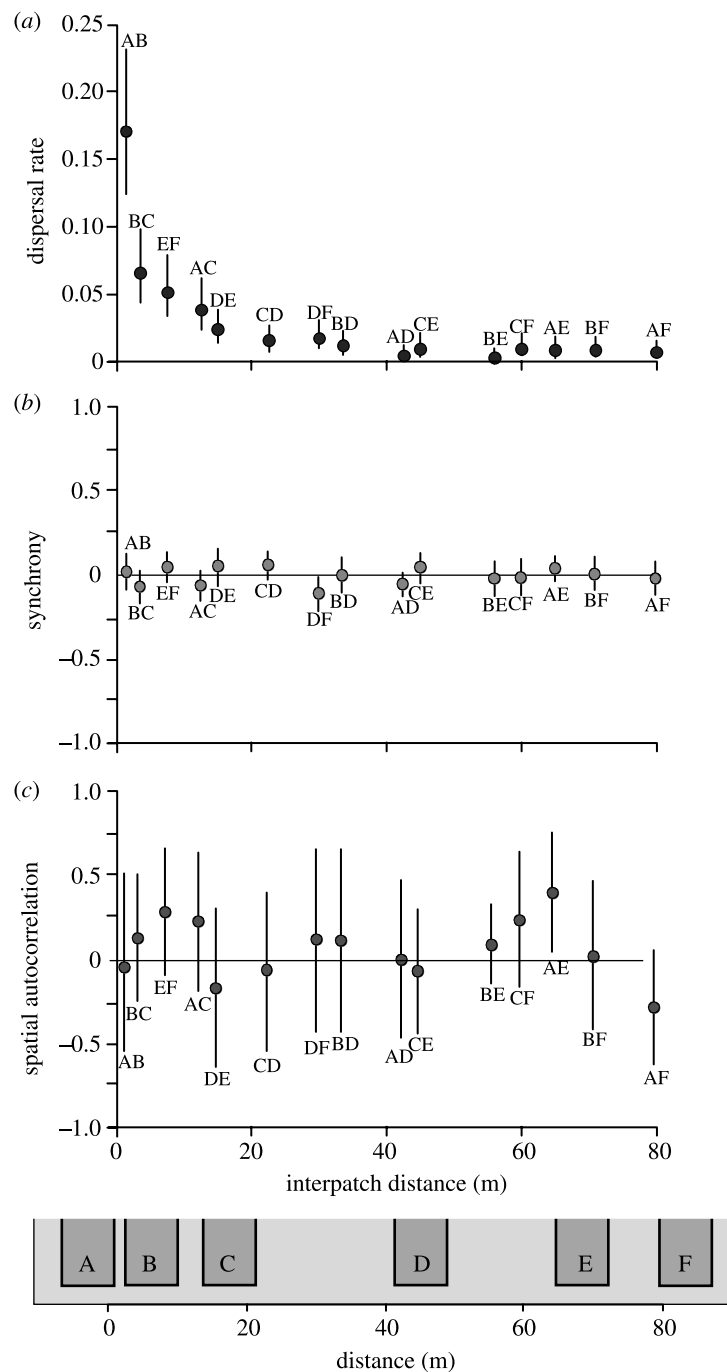 (a)
0.25
0.20
0.15
0.10
0.05
0
dispersal rate
AB
BC
EF
AC
DE
CD
DF
BD
AD
CE
BE
CF
AE
BF
AF
(b)
1.0
0.5
0
–0.5
–1.0
synchrony
AB
BC
EF
AC
DE
CD
DF
BD
AD
CE
BE
CF
AE
BF
AF
(c)
1.0
0.5
0
–0.5
–1.0
spatial autocorrelation
AB
BC
EF
AC
DE
CD
DF
BD
AD
CE
BE
CF
AE
BF
AF
0 20 40 60 80
interpatch distance (m)
A B C D E F
0 20 40 60 80
distance (m)